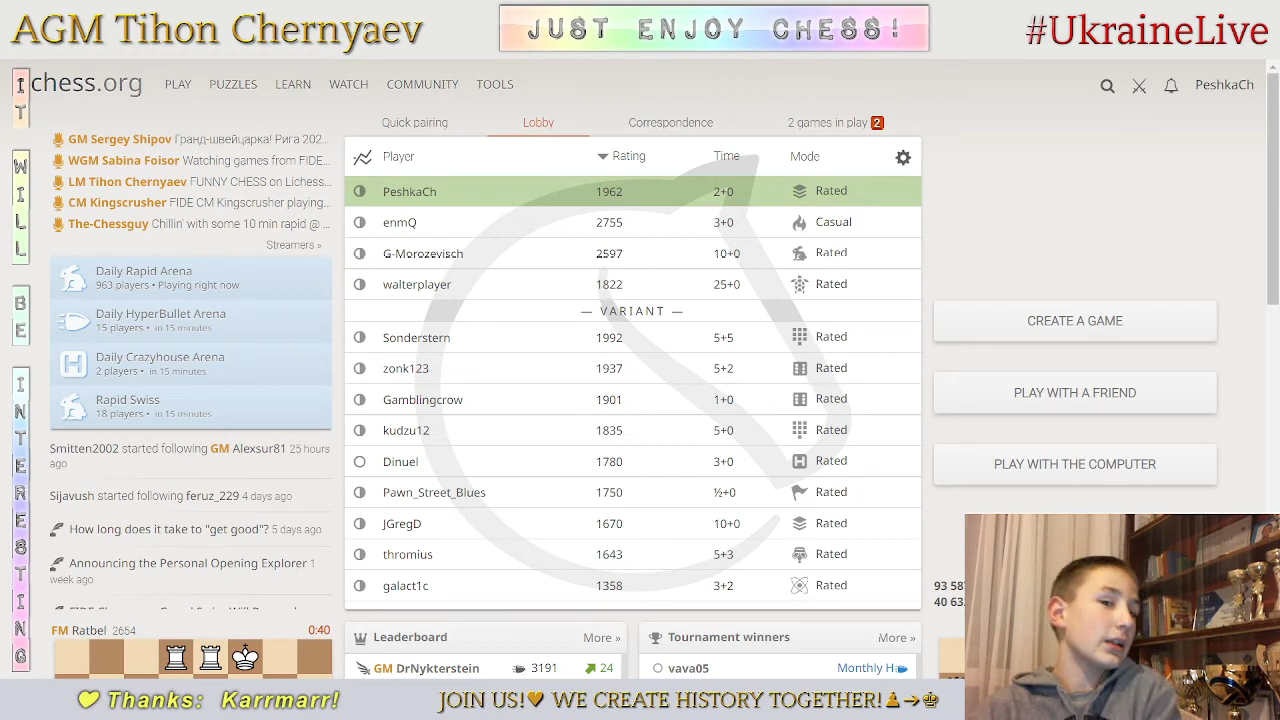 AGM Tihon Chernyaev
JUST ENJOY CHESS!
#UkraineLive
IT WILL BE INTERESTING
chess.org
PLAY PUZZLES LEARN WATCH COMMUNITY TOOLS
PeshkaCh
GM Sergey Shipov Гранд-швейцарка! Рига 202...
WGM Sabina Foisor Watching games from FIDE...
LM Tihon Chernyaev FUNNY CHESS on Lichess...
CM Kingscrusher FIDE CM Kingscrusher playing...
The-Chessguy Chillin' with some 10 min rapid @ ...
Streamers »
Daily Rapid Arena
963 players • Playing right now
Daily HyperBullet Arena
15 players • in 15 minutes
Daily Crazyhouse Arena
2 players • in 15 minutes
Rapid Swiss
18 players • in 15 minutes
Smitten2002 started following GM Alexsur81 25 hours
ago
Sijavush started following feruz_229 4 days ago
How long does it take to "get good"? 5 days ago
Announcing the Personal Opening Explorer 1
week ago
FM Ratbel 2654 0:40
Quick pairing Lobby Correspondence 2 games in play 2
Player Rating Time Mode
PeshkaCh 1962 2+0 Rated
enmQ 2755 3+0 Casual
G-Morozevisch 2597 10+0 Rated
walterplayer 1822 25+0 Rated
— VARIANT —
Sonderstern 1992 5+5 Rated
zonk123 1937 5+2 Rated
Gamblingcrow 1901 1+0 Rated
kudzu12 1835 5+0 Rated
Dinuel 1780 3+0 Rated
Pawn_Street_Blues 1750 ½+0 Rated
JGregD 1670 10+0 Rated
thromius 1643 5+3 Rated
galact1c 1358 3+2 Rated
CREATE A GAME
PLAY WITH A FRIEND
PLAY WITH THE COMPUTER
93 58
40 63
Leaderboard More »
GM DrNykterstein 3191 24
Tournament winners More »
vava05 Monthly H
Thanks: Karrmarr!
JOIN US! WE CREATE HISTORY TOGETHER!